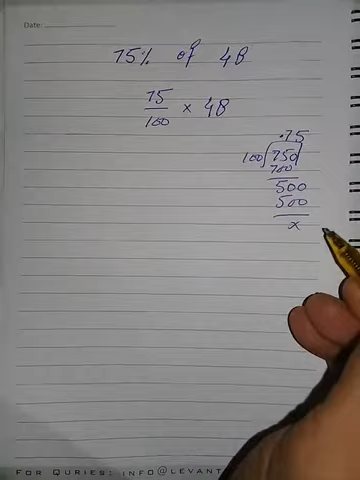 Date:
75% of 48
75
100 × 48
.75
100 750
700
500
500
x
FOR QURIES: INFO@LEVANT